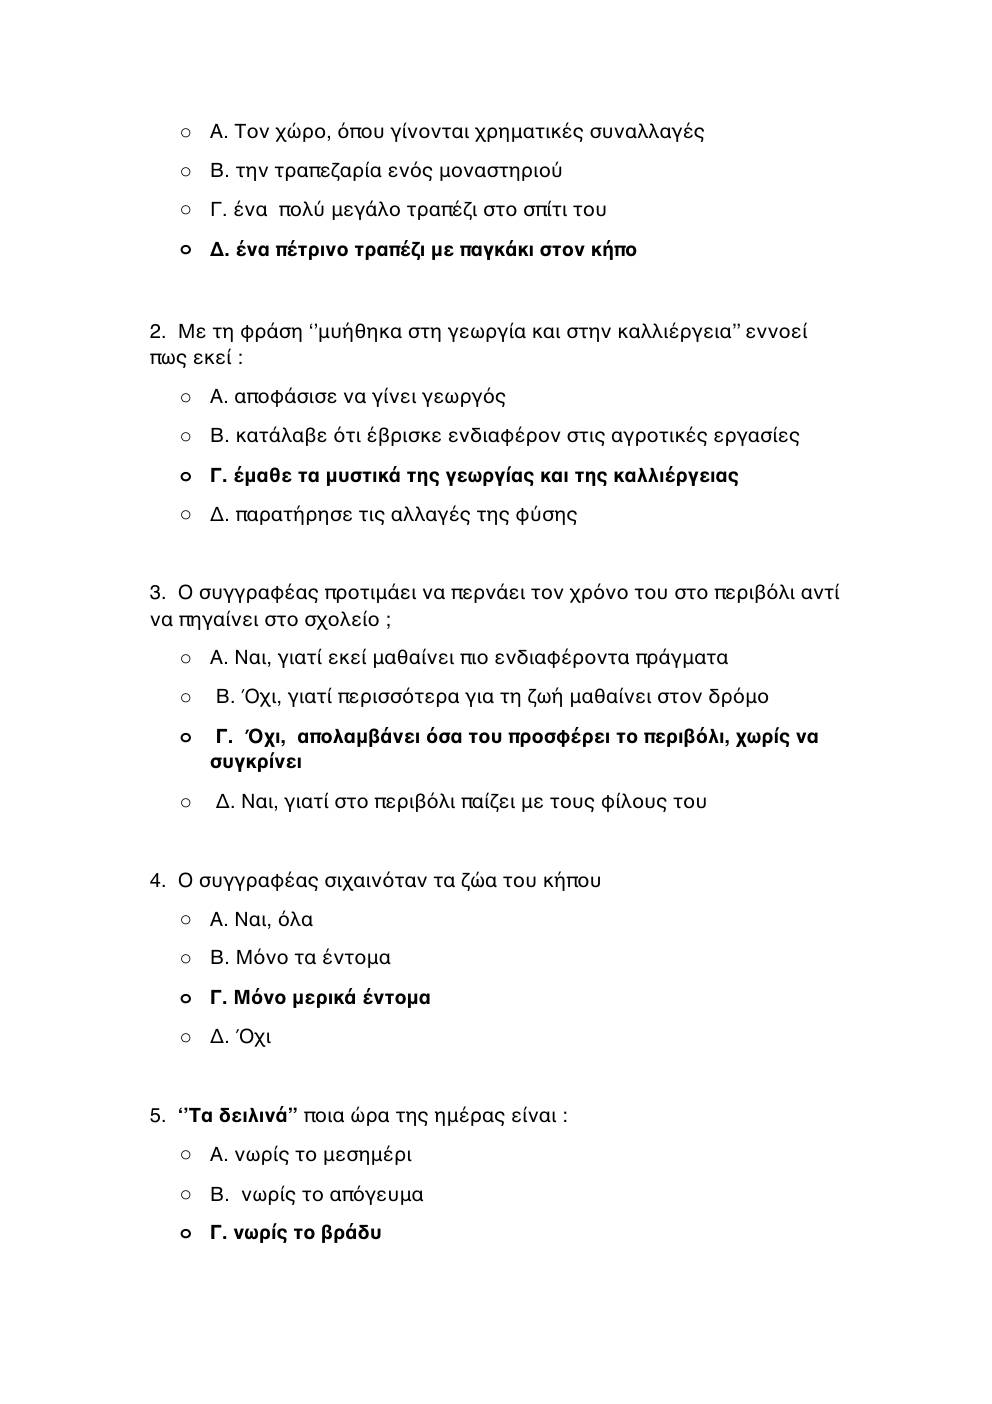 ○ Α. Τον χώρο, όπου γίνονται χρηματικές συναλλαγές
○ Β. την τραπεζαρία ενός μοναστηριού
○ Γ. ένα  πολύ μεγάλο τραπέζι στο σπίτι του
○ Δ. ένα πέτρινο τραπέζι με παγκάκι στον κήπο
2.  Με τη φράση ‘’μυήθηκα στη γεωργία και στην καλλιέργεια’’ εννοεί
πως εκεί :
○ Α. αποφάσισε να γίνει γεωργός
○ Β. κατάλαβε ότι έβρισκε ενδιαφέρον στις αγροτικές εργασίες
○ Γ. έμαθε τα μυστικά της γεωργίας και της καλλιέργειας
○ Δ. παρατήρησε τις αλλαγές της φύσης
3.  Ο συγγραφέας προτιμάει να περνάει τον χρόνο του στο περιβόλι αντί
να πηγαίνει στο σχολείο ;
○ Α. Ναι, γιατί εκεί μαθαίνει πιο ενδιαφέροντα πράγματα
○  Β. Όχι, γιατί περισσότερα για τη ζωή μαθαίνει στον δρόμο
○  Γ.  Όχι,  απολαμβάνει όσα του προσφέρει το περιβόλι, χωρίς να
συγκρίνει
○  Δ. Ναι, γιατί στο περιβόλι παίζει με τους φίλους του
4.  Ο συγγραφέας σιχαινόταν τα ζώα του κήπου
○ Α. Ναι, όλα
○ Β. Μόνο τα έντομα
○ Γ. Μόνο μερικά έντομα
○ Δ. Όχι
5.  ‘’Τα δειλινά’’ ποια ώρα της ημέρας είναι :
○ Α. νωρίς το μεσημέρι
○ Β.  νωρίς το απόγευμα
○ Γ. νωρίς το βράδυ